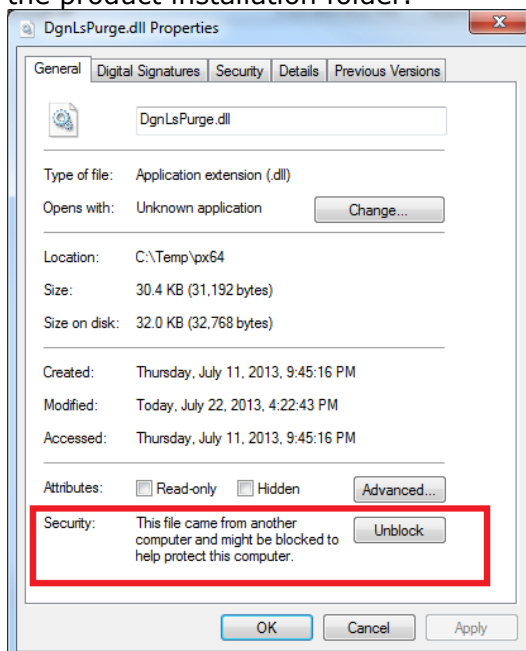 the product installation folder.
DgnLsPurge.dll Properties
General Digital Signatures Security Details Previous Versions
DgnLsPurge.dll
Type of file: Application extension (.dll)
Opens with: Unknown application Change...
Location: C:\Temp\px64
Size: 30.4 KB (31,192 bytes)
Size on disk: 32.0 KB (32,768 bytes)
Created: Thursday, July 11, 2013, 9:45:16 PM
Modified: Today, July 22, 2013, 4:22:43 PM
Accessed: Thursday, July 11, 2013, 9:45:16 PM
Attributes: Read-only Hidden Advanced...
Security: This file came from another
computer and might be blocked to Unblock
help protect this computer.
OK Cancel Apply